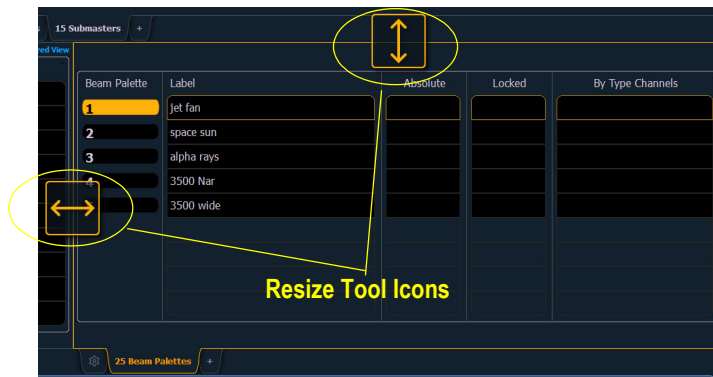 15 Submasters +
red View
Beam Palette Label Absolute Locked By Type Channels
1 jet fan
2 space sun
3 alpha rays
4 3500 Nar
3500 wide
Resize Tool Icons
25 Beam Palettes +